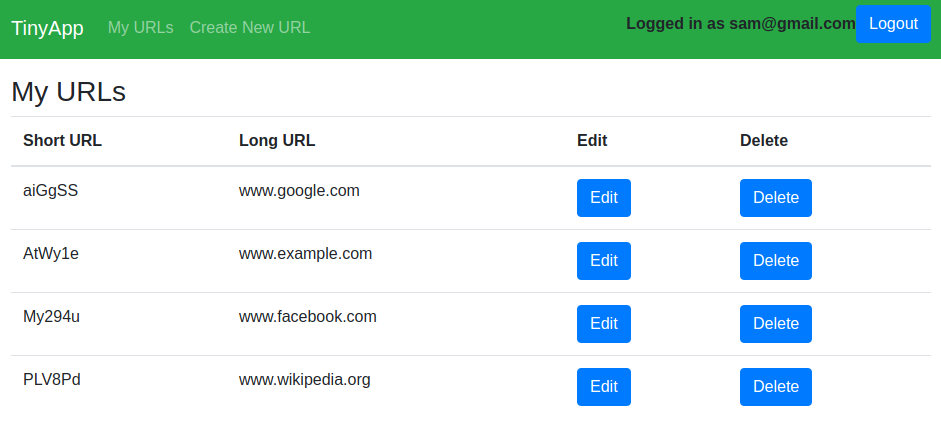 TinyApp My URLs Create New URL Logged in as sam@gmail.com Logout
My URLs
Short URL Long URL Edit Delete
aiGgSS www.google.com Edit Delete
AtWy1e www.example.com Edit Delete
My294u www.facebook.com Edit Delete
PLV8Pd www.wikipedia.org Edit Delete